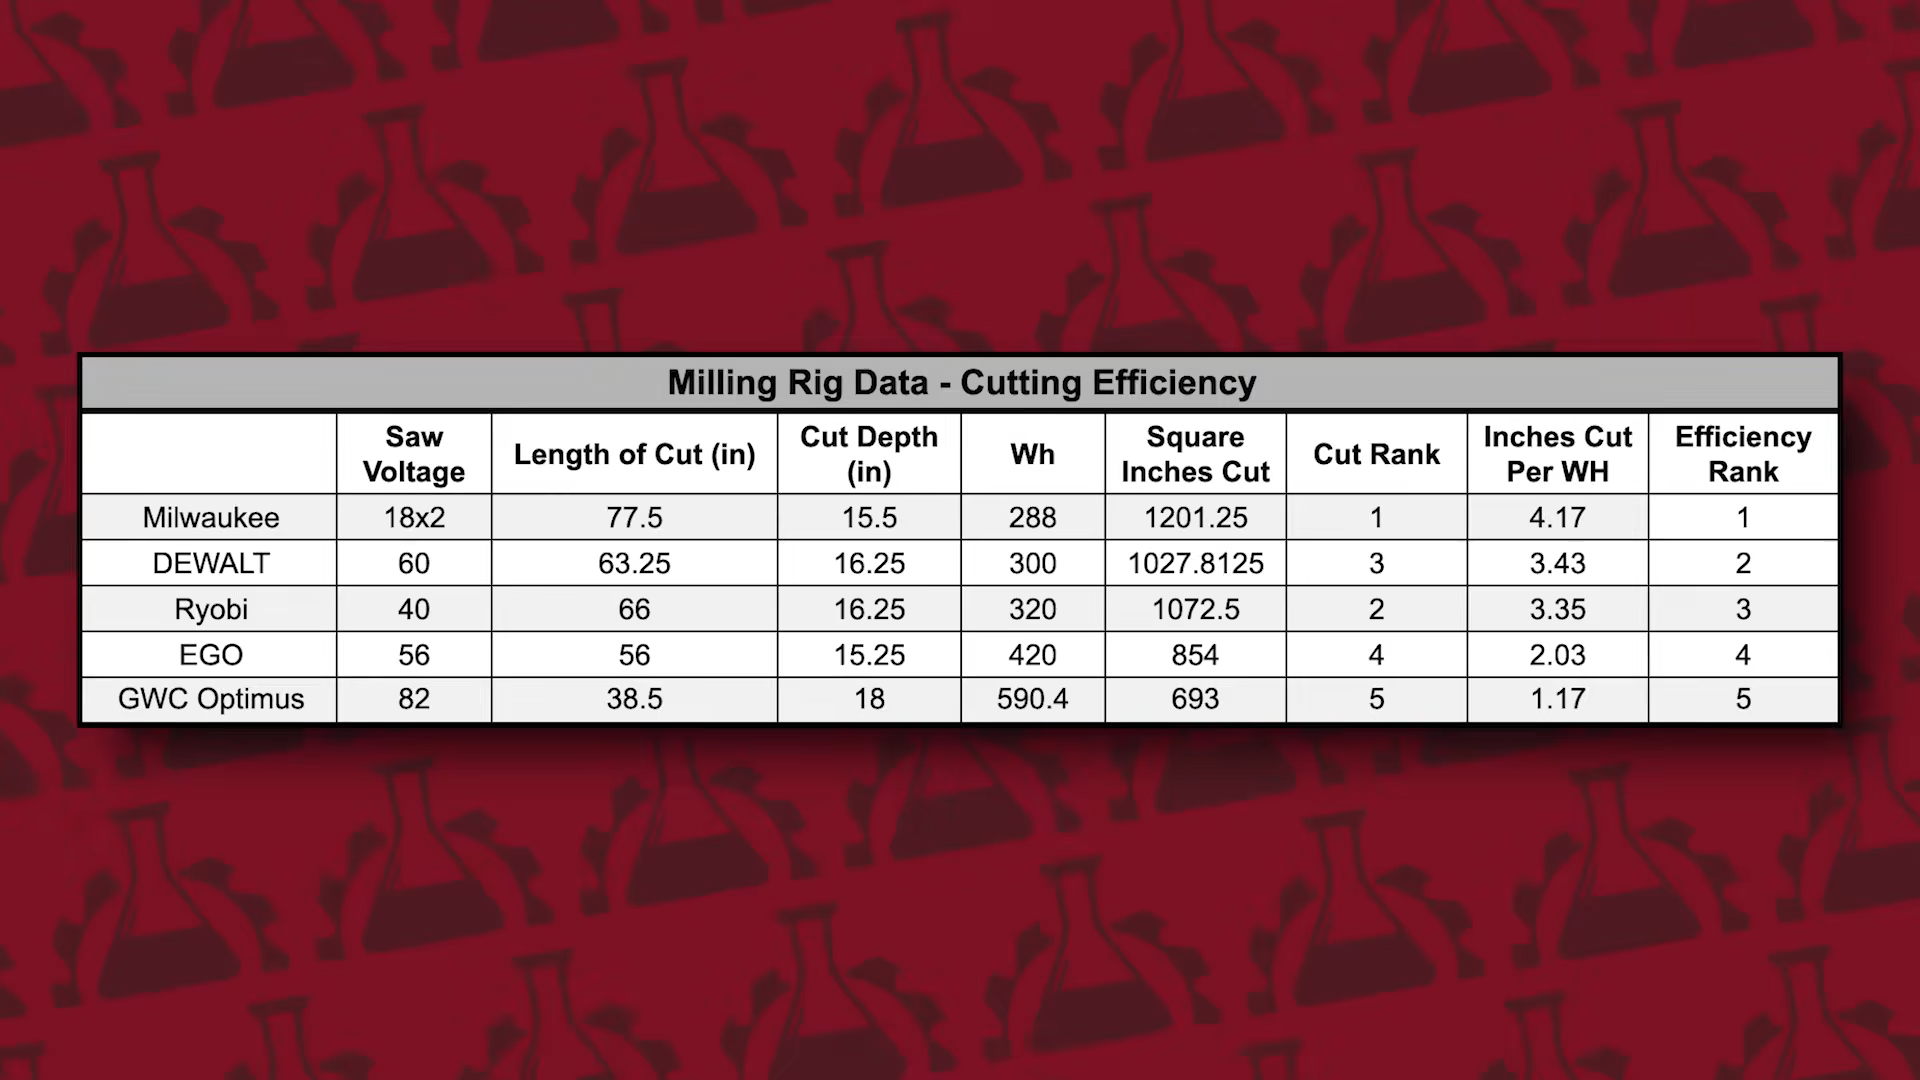 Milling Rig Data - Cutting Efficiency
Saw Voltage Length of Cut (in) Cut Depth (in) Wh Square Inches Cut Cut Rank Inches Cut Per WH Efficiency Rank
Milwaukee 18x2 77.5 15.5 288 1201.25 1 4.17 1
DEWALT 60 63.25 16.25 300 1027.8125 3 3.43 2
Ryobi 40 66 16.25 320 1072.5 2 3.35 3
EGO 56 56 15.25 420 854 4 2.03 4
GWC Optimus 82 38.5 18 590.4 693 5 1.17 5